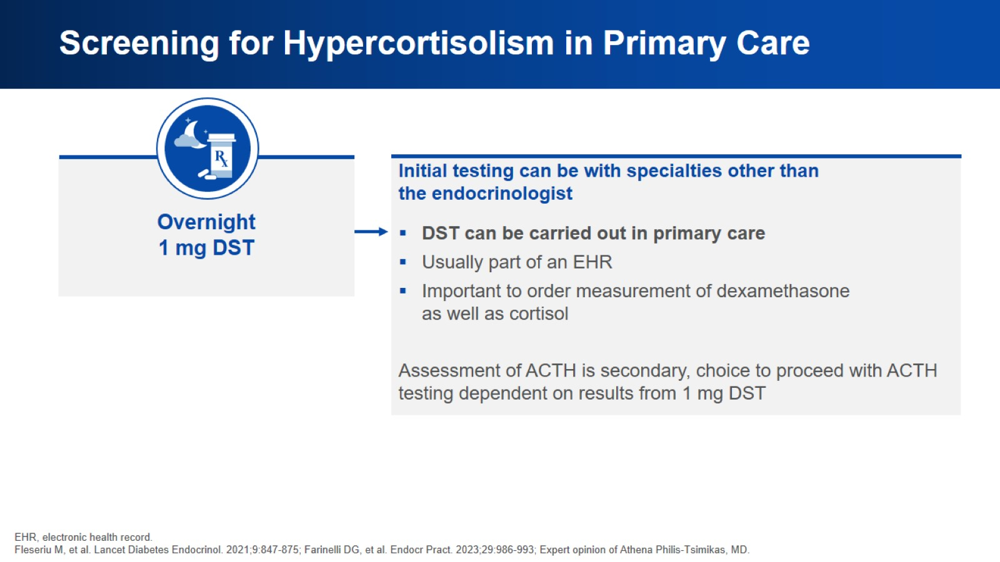 Screening for Hypercortisolism in Primary Care
Rx
Overnight
1 mg DST
Initial testing can be with specialties other than
the endocrinologist
▪ DST can be carried out in primary care
▪ Usually part of an EHR
▪ Important to order measurement of dexamethasone
as well as cortisol
Assessment of ACTH is secondary, choice to proceed with ACTH
testing dependent on results from 1 mg DST
EHR, electronic health record.
Fleseriu M, et al. Lancet Diabetes Endocrinol. 2021;9:847-875; Farinelli DG, et al. Endocr Pract. 2023;29:986-993; Expert opinion of Athena Philis-Tsimikas, MD.